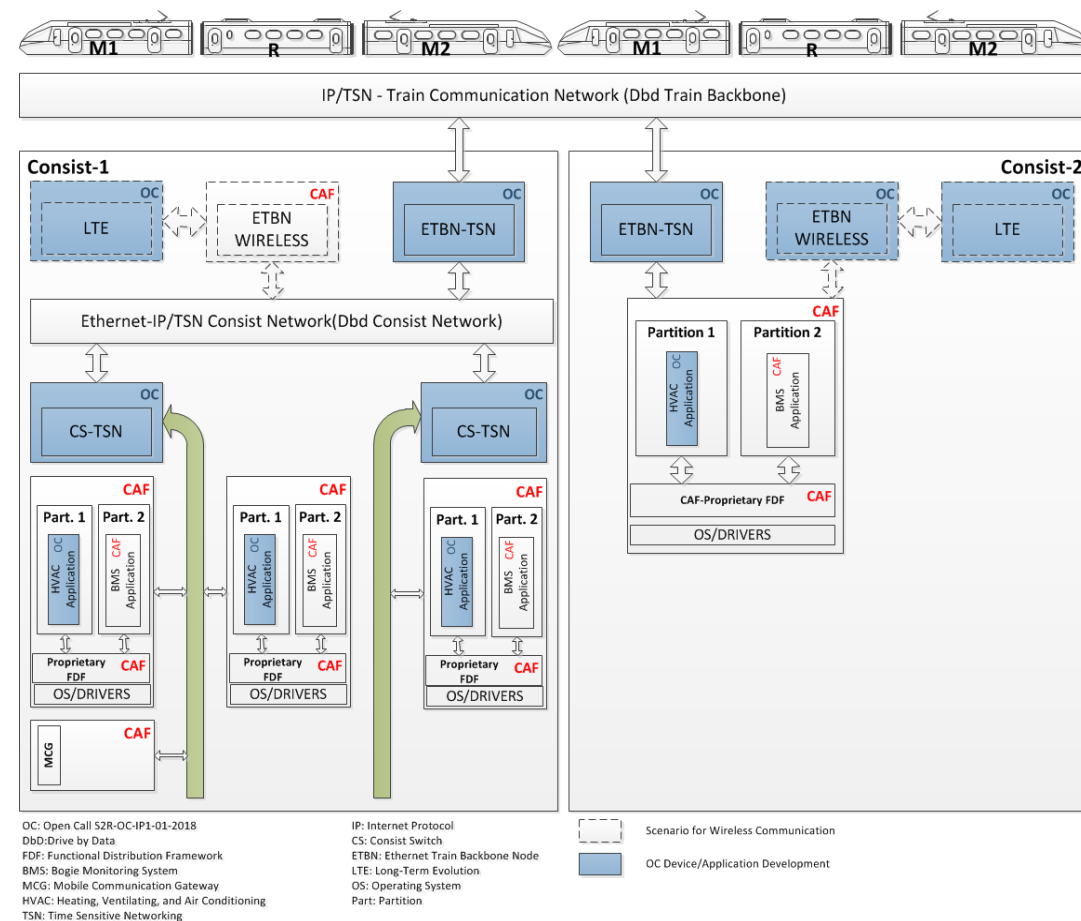 M1
R
M2
M1
R
M2
IP/TSN - Train Communication Network (Dbd Train Backbone)
Consist-1
OC
LTE
CAF
ETBN
WIRELESS
OC
ETBN-TSN
Ethernet-IP/TSN Consist Network(Dbd Consist Network)
OC
CS-TSN
OC
CS-TSN
CAF
Part. 1
Part. 2
HVAC OC
Application
BMS CAF
Application
Proprietary
FDF
CAF
OS/DRIVERS
CAF
Part. 1
Part. 2
HVAC OC
Application
BMS CAF
Application
Proprietary
FDF
CAF
OS/DRIVERS
CAF
Part. 1
Part. 2
HVAC OC
Application
BMS CAF
Application
Proprietary
FDF
CAF
OS/DRIVERS
CAF
MCG
Consist-2
OC
ETBN-TSN
OC
ETBN
WIRELESS
OC
LTE
CAF
Partition 1
Partition 2
HVAC OC
Application
BMS CAF
Application
CAF-Proprietary FDF
CAF
OS/DRIVERS
OC: Open Call S2R-OC-IP1-01-2018
DbD:Drive by Data
FDF: Functional Distribution Framework
BMS: Bogie Monitoring System
MCG: Mobile Communication Gateway
HVAC: Heating, Ventilating, and Air Conditioning
TSN: Time Sensitive Networking
IP: Internet Protocol
CS: Consist Switch
ETBN: Ethernet Train Backbone Node
LTE: Long-Term Evolution
OS: Operating System
Part: Partition
Scenario for Wireless Communication
OC Device/Application Development